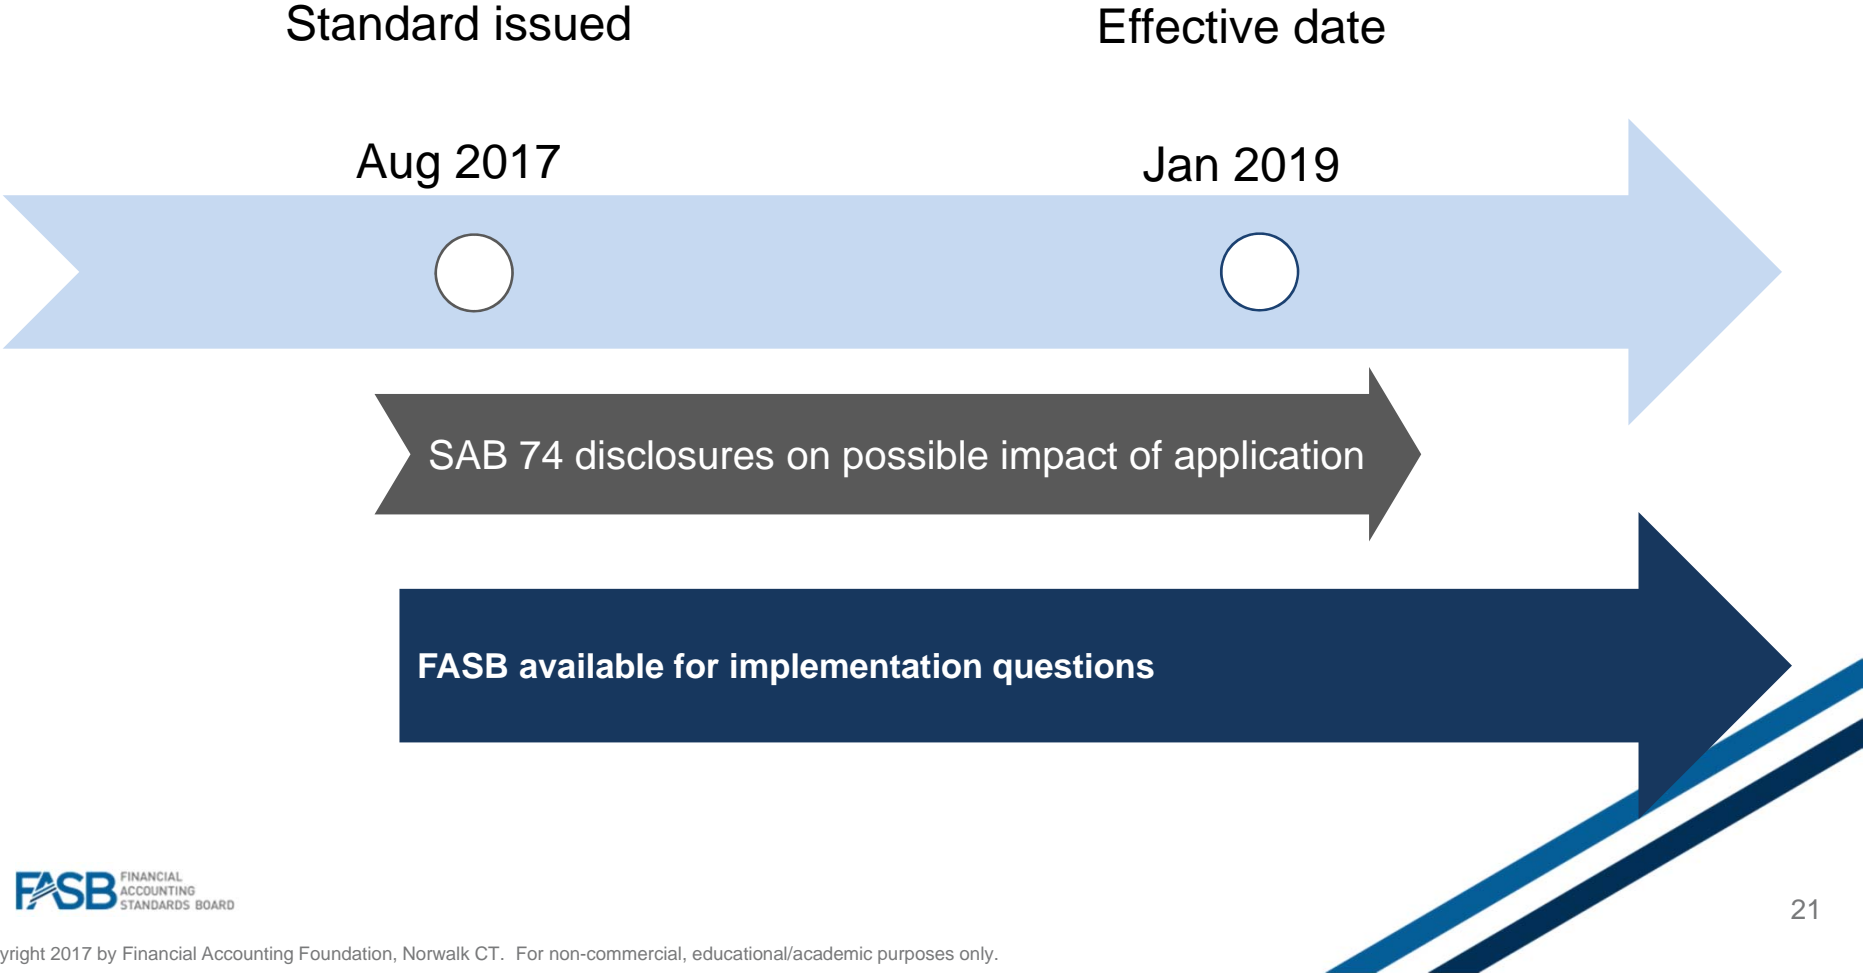 Standard issued
Effective date
Aug 2017
Jan 2019
SAB 74 disclosures on possible impact of application
FASB available for implementation questions
FASB FINANCIAL
ACCOUNTING
STANDARDS BOARD
21
yright 2017 by Financial Accounting Foundation, Norwalk CT. For non-commercial, educational/academic purposes only.